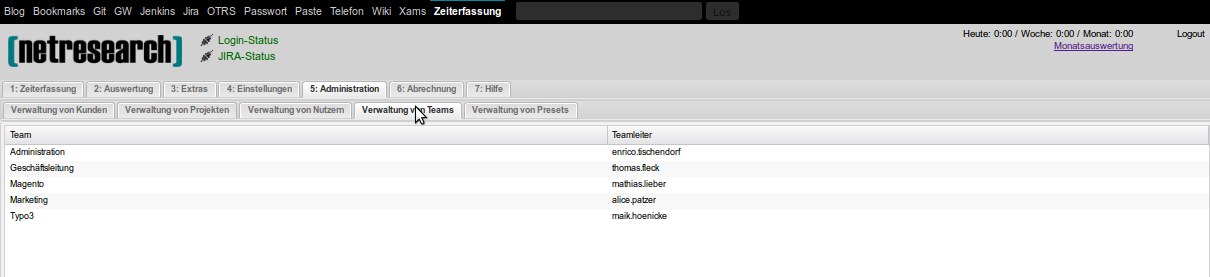 Blog Bookmarks Git GW Jenkins Jira OTRS Passwort Paste Telefon Wiki Xams Zeiterfassung Los
[netresearch]
Login-Status
JIRA-Status
Heute: 0:00 / Woche: 0:00 / Monat: 0:00
Monatsauswertung
Logout
1: Zeiterfassung 2: Auswertung 3: Extras 4: Einstellungen 5: Administration 6: Abrechnung 7: Hilfe
Verwaltung von Kunden Verwaltung von Projekten Verwaltung von Nutzern Verwaltung von Teams Verwaltung von Presets
Team Teamleiter
Administration enrico.tischendorf
Geschäftsleitung thomas.fleck
Magento mathias.lieber
Marketing alice.patzer
Typo3 maik.hoenicke